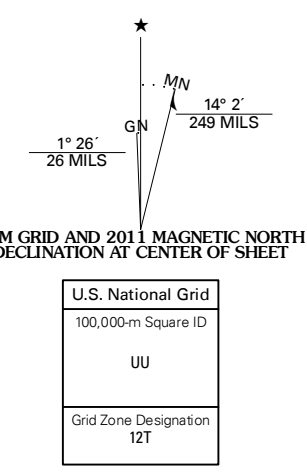 ★
MN
GN
14° 2´
249 MILS
1° 26´
26 MILS
M GRID AND 2011 MAGNETIC NORTH
DECLINATION AT CENTER OF SHEET
U.S. National Grid
100,000-m Square ID
UU
Grid Zone Designation
12T